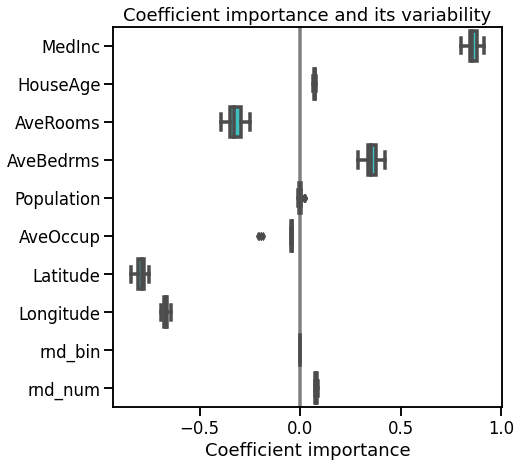 Coefficient importance and its variability
MedInc
HouseAge
AveRooms
AveBedrms
Population
AveOccup
Latitude
Longitude
rnd_bin
rnd_num
−0.5 0.0 0.5 1.0
Coefficient importance